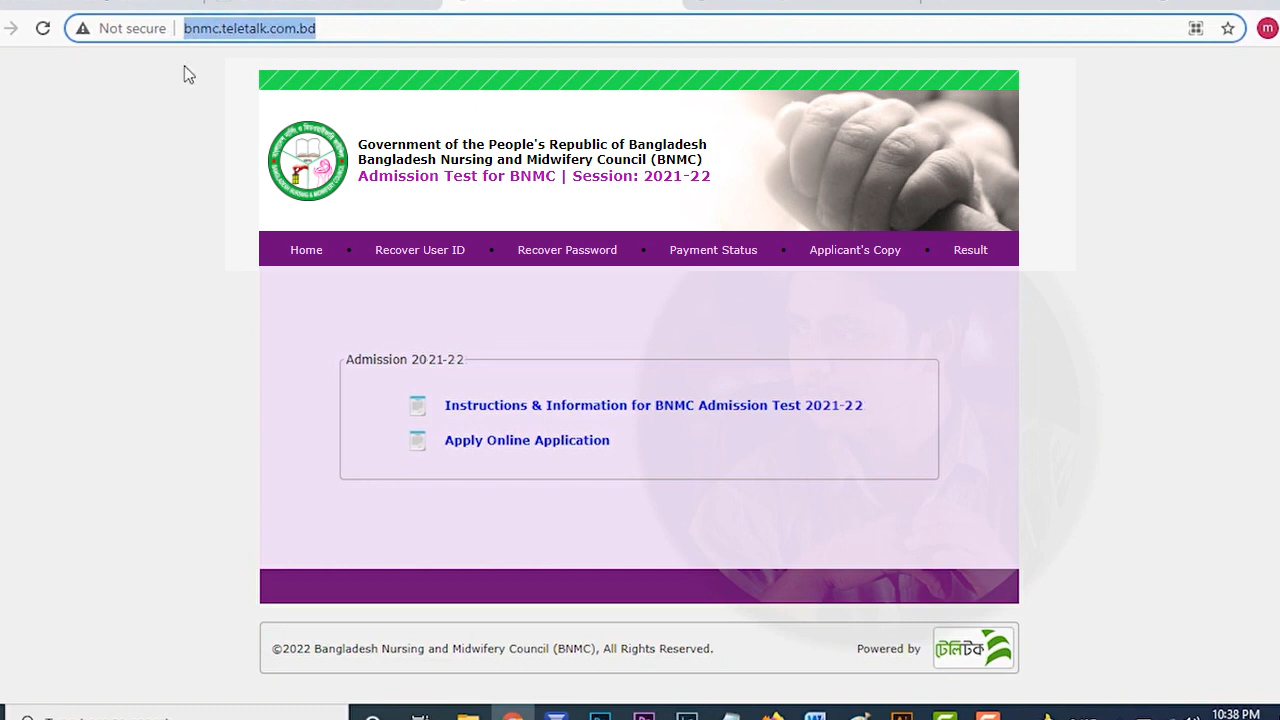 Not secure
bnmc.teletalk.com.bd
m
Government of the People's Republic of Bangladesh
Bangladesh Nursing and Midwifery Council (BNMC)
Admission Test for BNMC | Session: 2021-22
Home • Recover User ID • Recover Password • Payment Status • Applicant's Copy • Result
Admission 2021-22
Instructions & Information for BNMC Admission Test 2021-22
Apply Online Application
©2022 Bangladesh Nursing and Midwifery Council (BNMC), All Rights Reserved.
Powered by
টেলিটক
10:38 PM